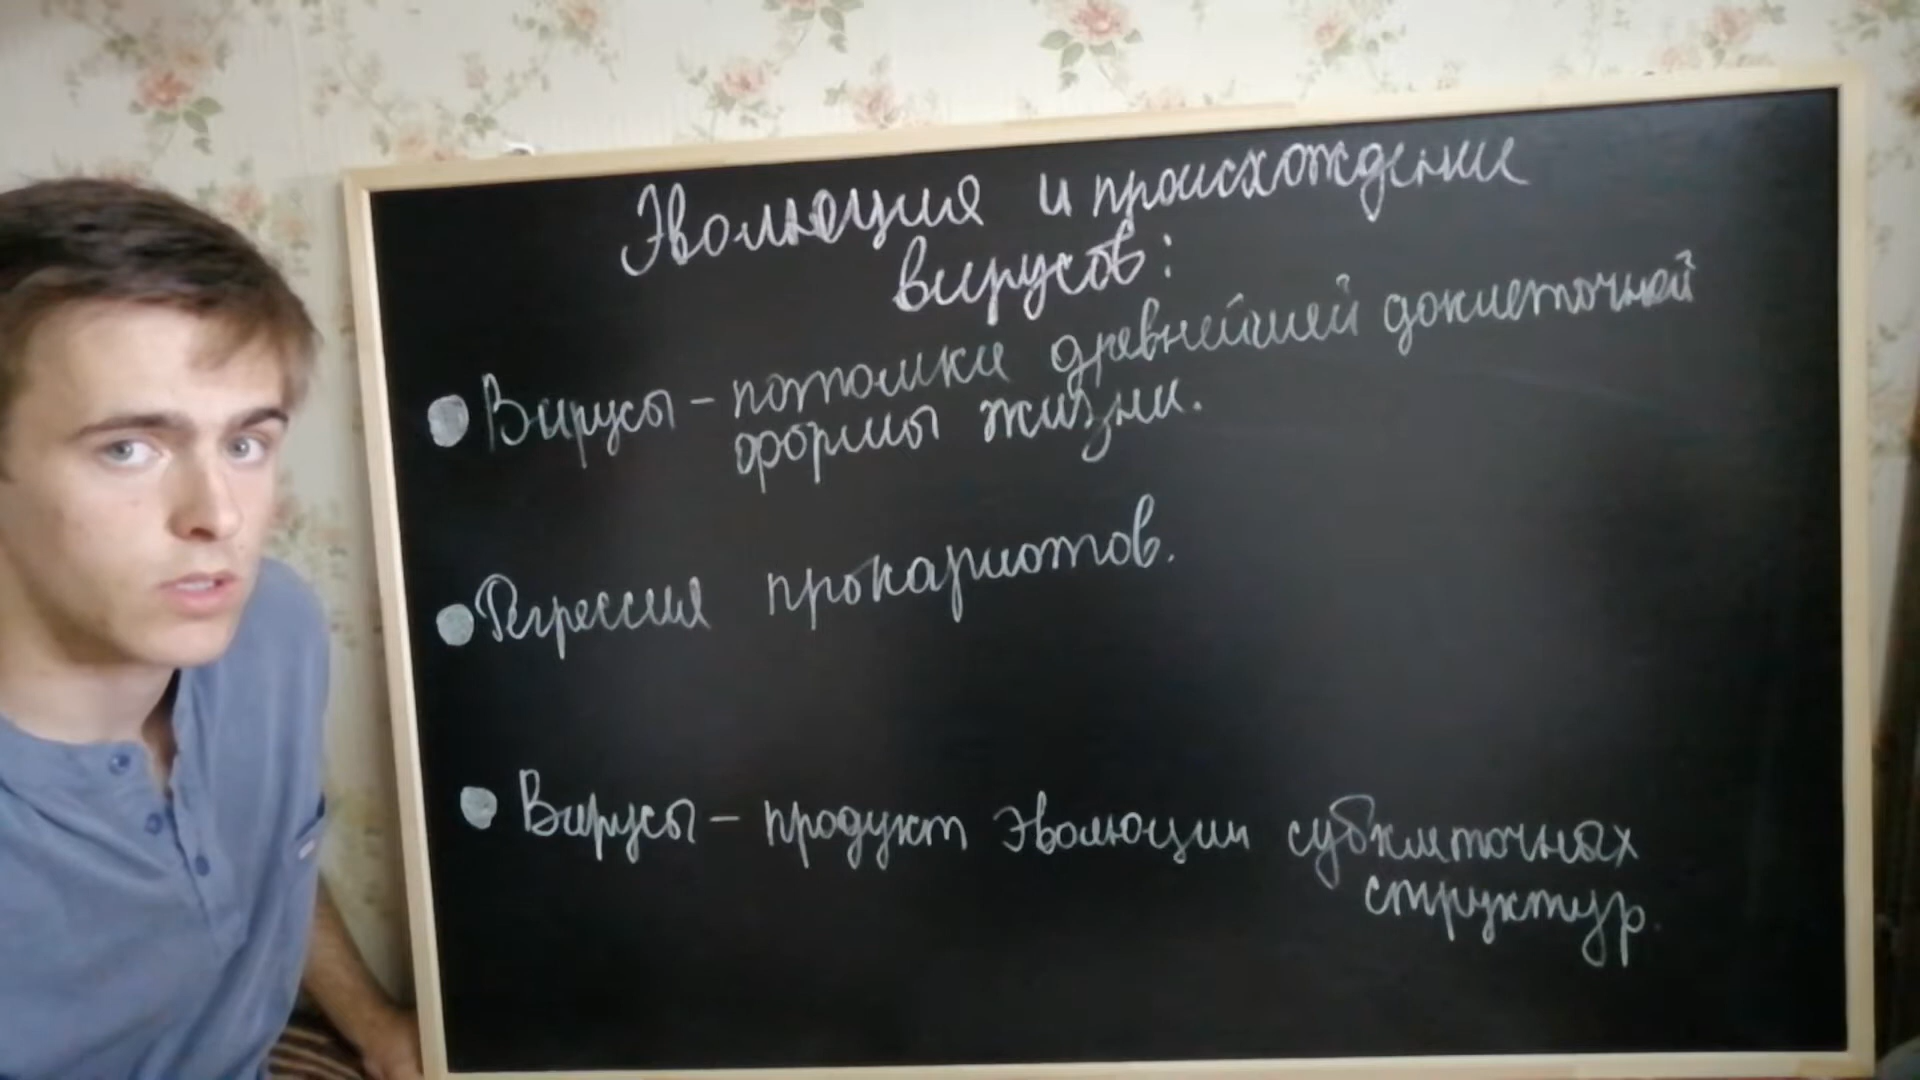 Эволюция и происхождение
вирусов:
Вирусы - потомки древнейшей доклеточной
формы жизни.
Регрессия прокариотов.
Вирусы - продукт эволюции субклеточных
структур.